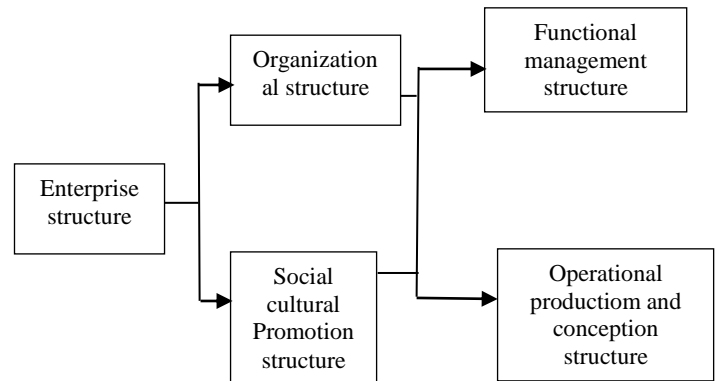 Enterprise
structure
Organization
al structure
Social
cultural
Promotion
structure
Functional
management
structure
Operational
productiom and
conception
structure